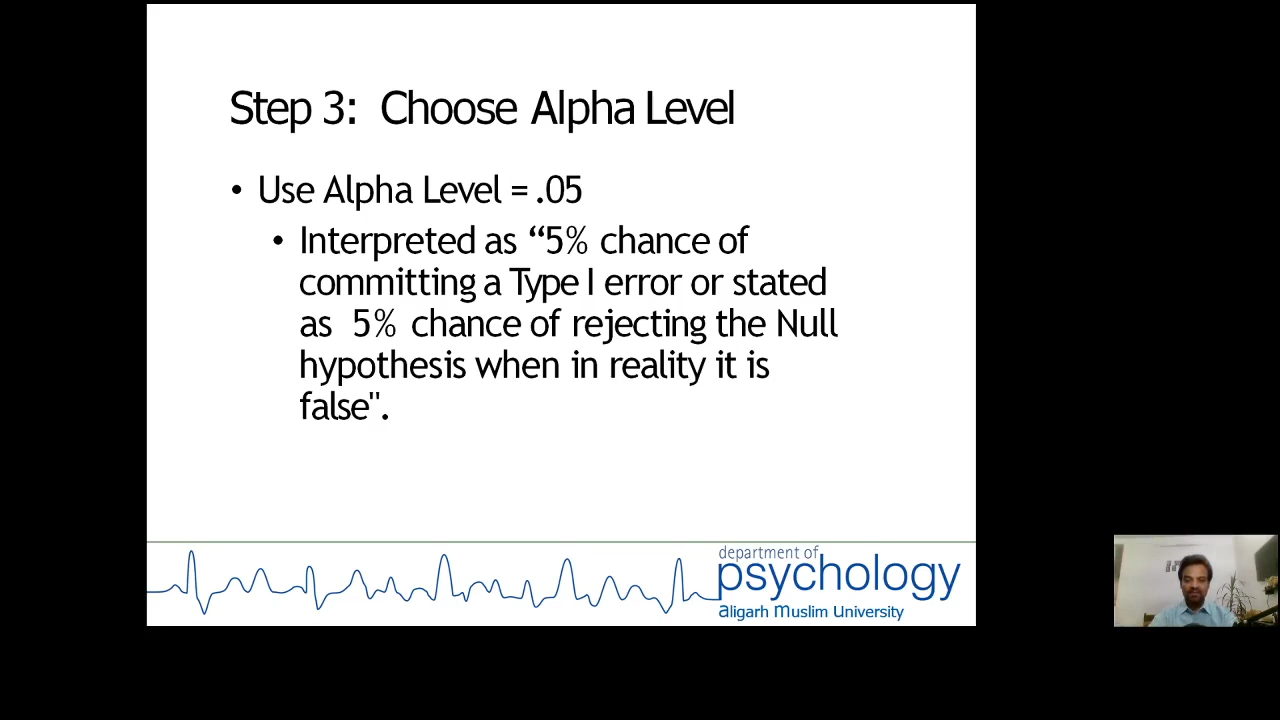 Step 3: Choose Alpha Level
• Use Alpha Level = .05
• Interpreted as “5% chance of
committing a Type I error or stated
as 5% chance of rejecting the Null
hypothesis when in reality it is
false".
department of
psychology
aligarh muslim university